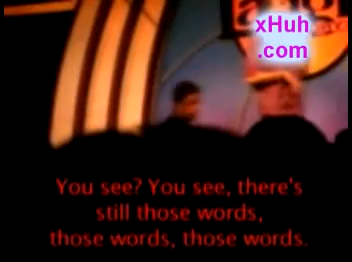 xHuh
.com
You see? You see, there's
still those words,
those words, those words.